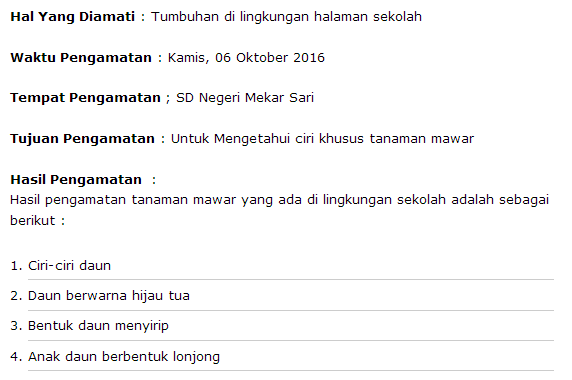 Hal Yang Diamati : Tumbuhan di lingkungan halaman sekolah
Waktu Pengamatan : Kamis, 06 Oktober 2016
Tempat Pengamatan ; SD Negeri Mekar Sari
Tujuan Pengamatan : Untuk Mengetahui ciri khusus tanaman mawar
Hasil Pengamatan :
Hasil pengamatan tanaman mawar yang ada di lingkungan sekolah adalah sebagai
berikut :
1. Ciri-ciri daun
2. Daun berwarna hijau tua
3. Bentuk daun menyirip
4. Anak daun berbentuk lonjong